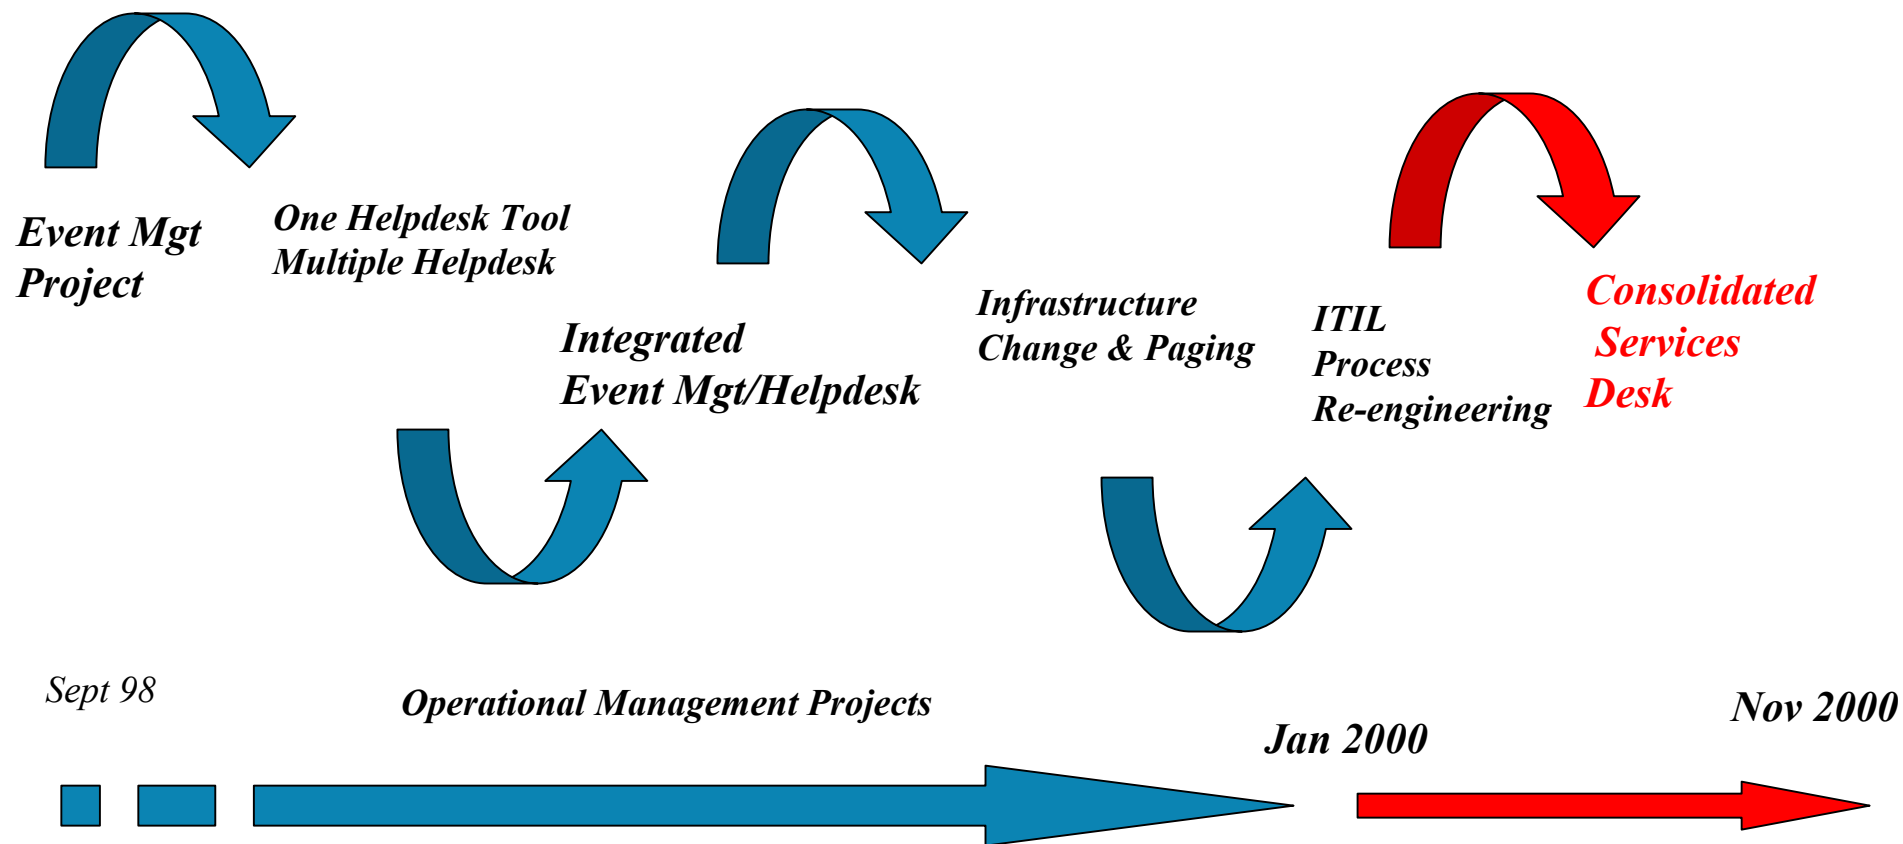 Event Mgt
Project
One Helpdesk Tool
Multiple Helpdesk
Integrated
Event Mgt/Helpdesk
Infrastructure
Change & Paging
ITIL
Process
Re-engineering
Consolidated
Services
Desk
Sept 98
Operational Management Projects
Jan 2000
Nov 2000